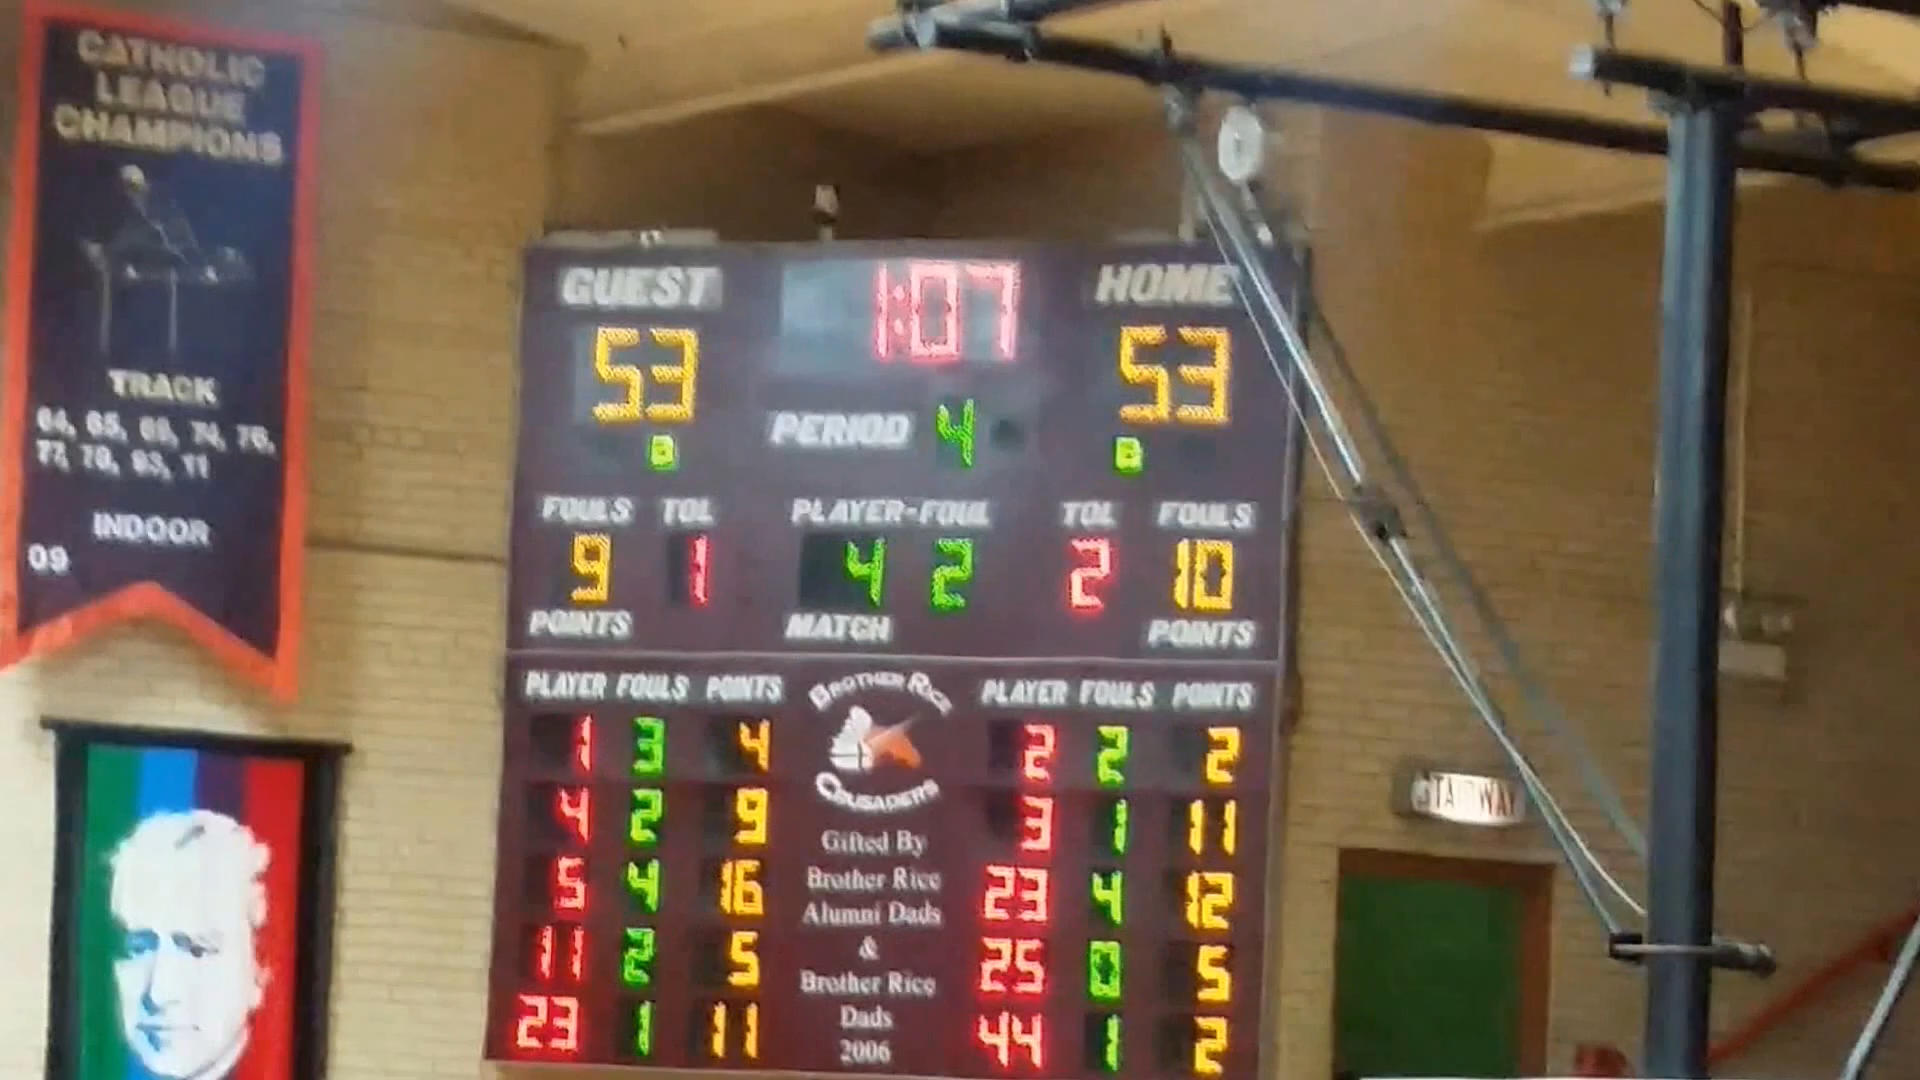 CATHOLIC
LEAGUE
CHAMPIONS
TRACK
64, 65, 69, 74, 76,
77, 78, 93, 11
INDOOR
09
GUEST 1:07 HOME
53 53
PERIOD 4
B B
FOULS TOL PLAYER-FOUL TOL FOULS
9 1 4 2 2 10
POINTS MATCH POINTS
PLAYER FOULS POINTS
1 3 4
4 2 9
5 4 16
11 2 5
23 1 11
BROTHER RICE
CRUSADERS
Gifted By
Brother Rice
Alumni Dads
&
Brother Rice
Dads
2006
PLAYER FOULS POINTS
2 2 2
3 1 11
23 4 12
25 0 5
44 1 2
STAIRWAY